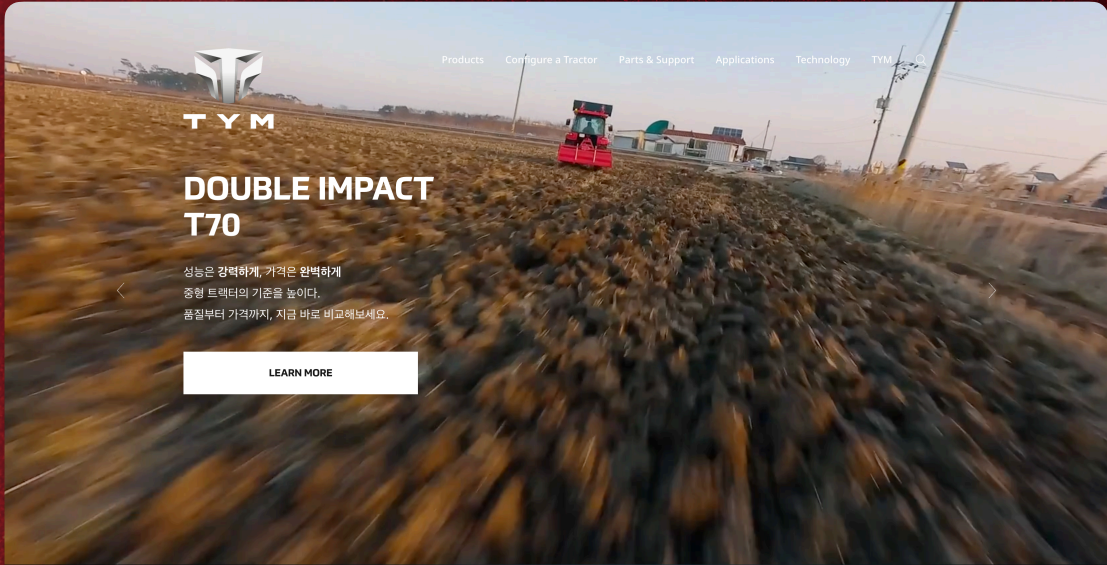 Products Configure a Tractor Parts & Support Applications Technology TYM
TYM
DOUBLE IMPACT
T70
성능은 강력하게, 가격은 완벽하게
중형 트랙터의 기준을 높이다.
품질부터 가격까지, 지금 바로 비교해보세요.
LEARN MORE